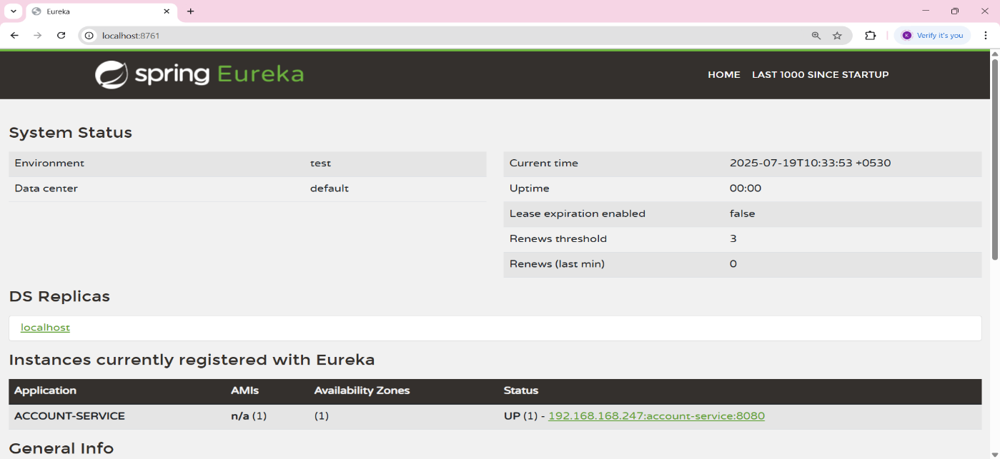 Eureka
localhost:8761
K Verify it's you
spring Eureka
HOME LAST 1000 SINCE STARTUP
System Status
Environment test
Data center default
Current time 2025-07-19T10:33:53 +0530
Uptime 00:00
Lease expiration enabled false
Renews threshold 3
Renews (last min) 0
DS Replicas
localhost
Instances currently registered with Eureka
Application AMIs Availability Zones Status
ACCOUNT-SERVICE n/a (1) (1) UP (1) - 192.168.168.247:account-service:8080
General Info